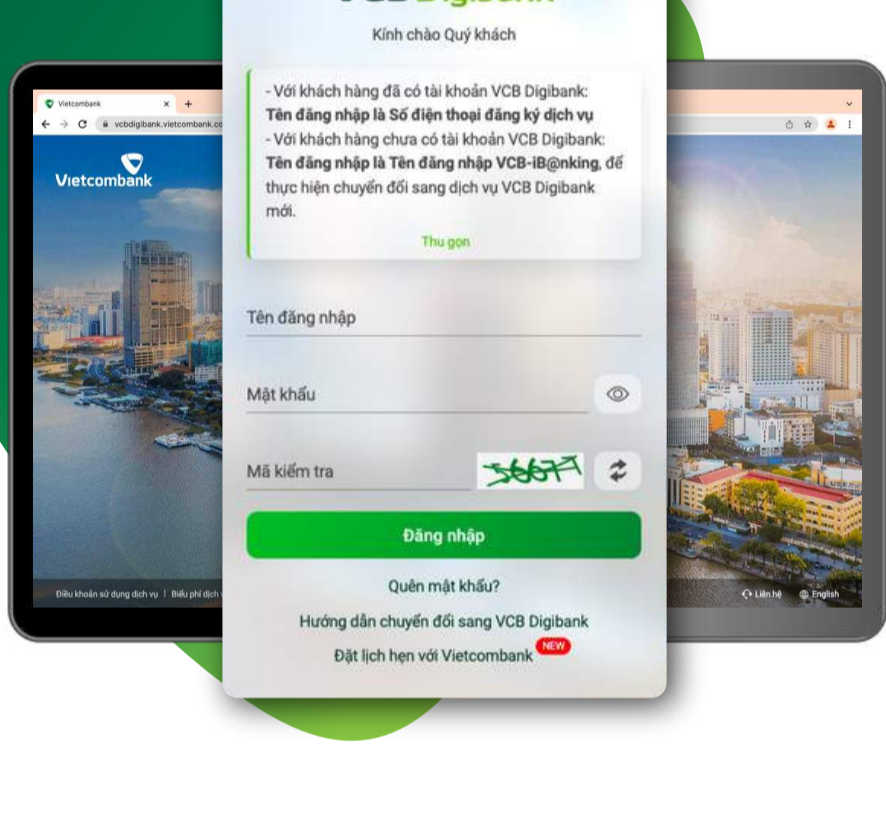 VCB Digibank
Kính chào Quý khách
- Với khách hàng đã có tài khoản VCB Digibank:
Tên đăng nhập là Số điện thoại đăng ký dịch vụ
- Với khách hàng chưa có tài khoản VCB Digibank:
Tên đăng nhập là Tên đăng nhập VCB-iB@nking, để
thực hiện chuyển đổi sang dịch vụ VCB Digibank
mới.
Thu gọn
Tên đăng nhập
Mật khẩu
Mã kiểm tra
Đăng nhập
Quên mật khẩu?
Hướng dẫn chuyển đổi sang VCB Digibank
Đặt lịch hẹn với Vietcombank NEW
Vietcombank
vcbdigibank.vietcombank.co
Vietcombank
Điều khoản sử dụng dịch vụ | Biểu phí dịch
Liên hệ English